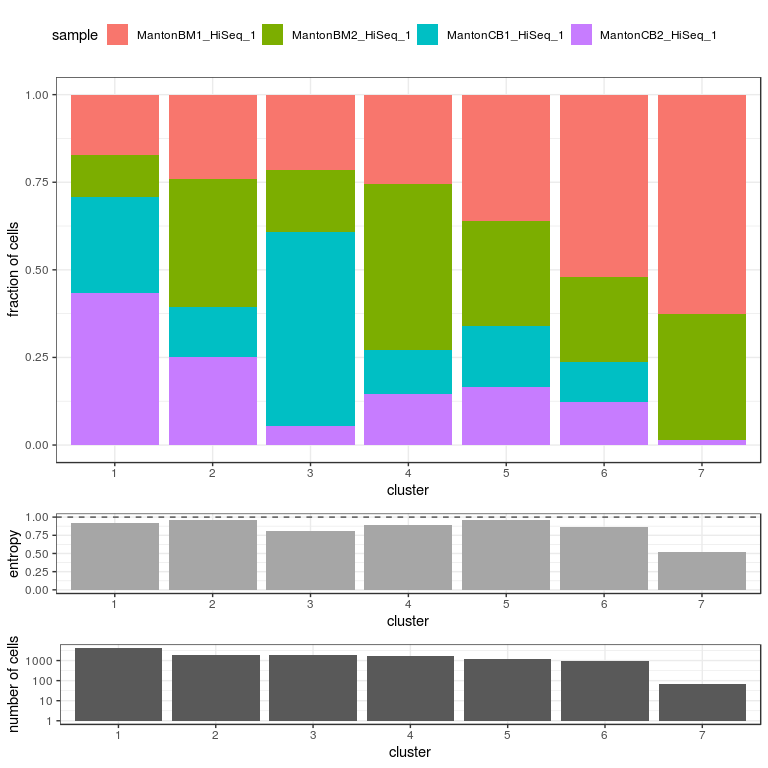 sample MantonBM1_HiSeq_1 MantonBM2_HiSeq_1 MantonCB1_HiSeq_1 MantonCB2_HiSeq_1
fraction of cells
1.00
0.75
0.50
0.25
0.00
1 2 3 4 5 6 7
cluster
entropy
1.00
0.75
0.50
0.25
0.00
1 2 3 4 5 6 7
cluster
number of cells
1000
100
10
1
1 2 3 4 5 6 7
cluster